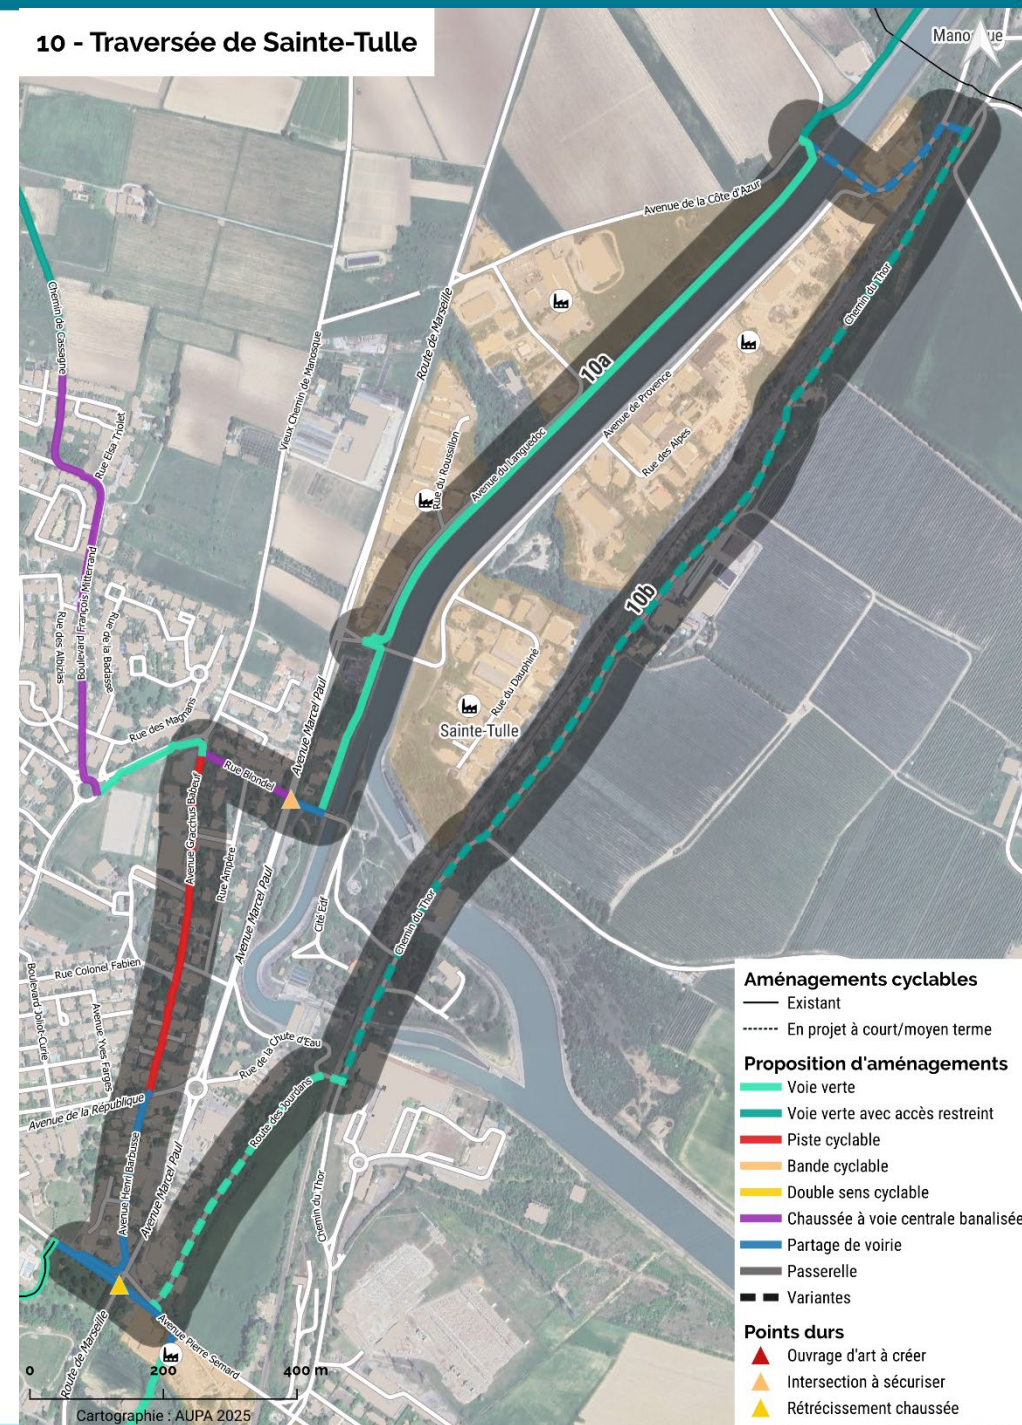 10 - Traversée de Sainte-Tulle
Manosque
Avenue de la Côte d'Azur
Chemin du Thor
Chemin de Cassagne
Route de Marseille
Vieux Chemin de Manosque
10a
Avenue de Provence
Rue Elsa Triolet
Rue du Roussillon
Avenue du Languedoc
Rue des Alpes
Boulevard François Mitterrand
10b
Rue des Albizias
Rue de la Badasse
Rue du Dauphiné
Rue des Magnans
Avenue Marcel Paul
Sainte-Tulle
Rue Blondel
Avenue Gracchus Babeuf
Rue Ampère
Avenue Marcel Paul
Cité Edf
Chemin du Thor
Rue Colonel Fabien
Boulevard Joliot-Curie
Avenue Yves Farges
Rue de la Chute d'Eau
Avenue de la République
Route des Jourdans
Avenue Henri Barbusse
Avenue Marcel Paul
Chemin du Thor
Route de Marseille
Avenue Pierre Semard
0 200 400 m
Cartographie : AUPA 2025
Aménagements cyclables
Existant
En projet à court/moyen terme
Proposition d'aménagements
Voie verte
Voie verte avec accès restreint
Piste cyclable
Bande cyclable
Double sens cyclable
Chaussée à voie centrale banalisée
Partage de voirie
Passerelle
Variantes
Points durs
Ouvrage d'art à créer
Intersection à sécuriser
Rétrécissement chaussée